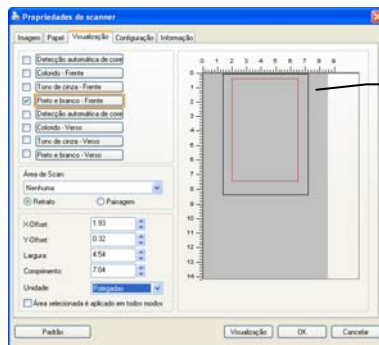 Propriedades do scanner
Imagem Papel Visualização Configuração Informação
Detecção automática de core
Colorido - Frente
Tons de cinza - Frente
Preto e branco - Frente
Detecção automática de core
Colorido - Verso
Tons de cinza - Verso
Preto e branco - Verso
Área de Scan:
Nenhuma
Retrato Paisagem
X-Offset: 1.93
Y-Offset: 0.32
Largura: 4.54
Comprimento: 7.04
Unidade: Polegadas
Área selecionada é aplicado em todos modos
0 1 2 3 4 5 6 7 8
0
1
2
3
4
5
6
7
8
9
10
11
12
13
14
Padrão Visualização OK Cancelar